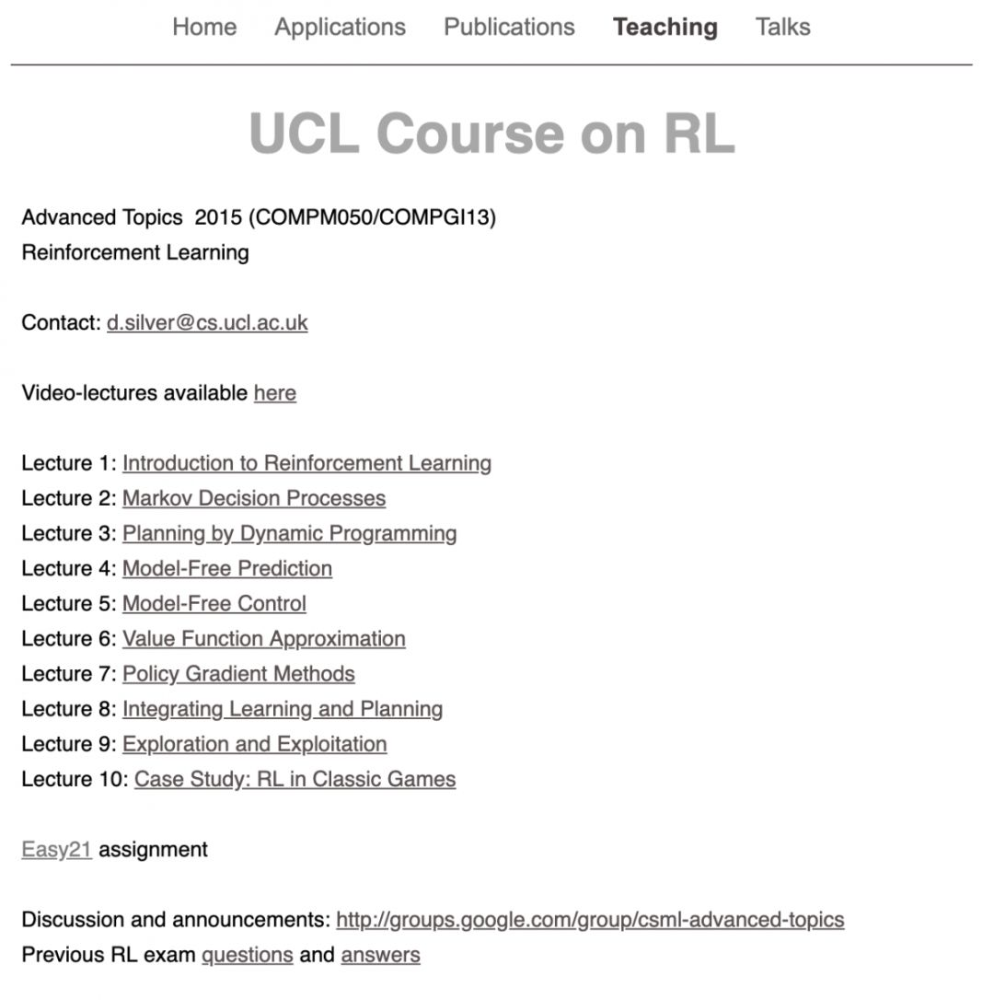 Home Applications Publications Teaching Talks
UCL Course on RL
Advanced Topics 2015 (COMPM050/COMPGI13)
Reinforcement Learning
Contact: d.silver@cs.ucl.ac.uk
Video-lectures available here
Lecture 1: Introduction to Reinforcement Learning
Lecture 2: Markov Decision Processes
Lecture 3: Planning by Dynamic Programming
Lecture 4: Model-Free Prediction
Lecture 5: Model-Free Control
Lecture 6: Value Function Approximation
Lecture 7: Policy Gradient Methods
Lecture 8: Integrating Learning and Planning
Lecture 9: Exploration and Exploitation
Lecture 10: Case Study: RL in Classic Games
Easy21 assignment
Discussion and announcements: http://groups.google.com/group/csml-advanced-topics
Previous RL exam questions and answers